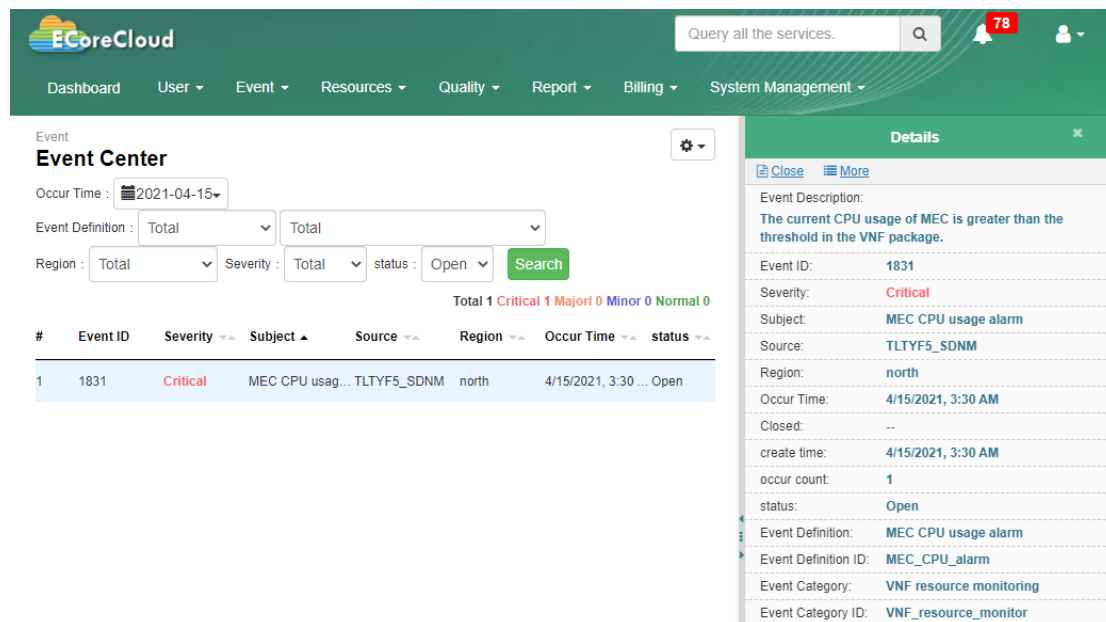 ECoreCloud
Query all the services.
78
Dashboard User Event Resources Quality Report Billing System Management
Event
Event Center
Occur Time : 2021-04-15
Event Definition : Total Total
Region : Total Severity : Total status : Open Search
Total 1 Critical 1 Majorl 0 Minor 0 Normal 0
# Event ID Severity Subject Source Region Occur Time status
1 1831 Critical MEC CPU usag... TLTYF5_SDNM north 4/15/2021, 3:30 ... Open
Details
Close More
Event Description:
The current CPU usage of MEC is greater than the
threshold in the VNF package.
Event ID: 1831
Severity: Critical
Subject: MEC CPU usage alarm
Source: TLTYF5_SDNM
Region: north
Occur Time: 4/15/2021, 3:30 AM
Closed: --
create time: 4/15/2021, 3:30 AM
occur count: 1
status: Open
Event Definition: MEC CPU usage alarm
Event Definition ID: MEC_CPU_alarm
Event Category: VNF resource monitoring
Event Category ID: VNF_resource_monitor